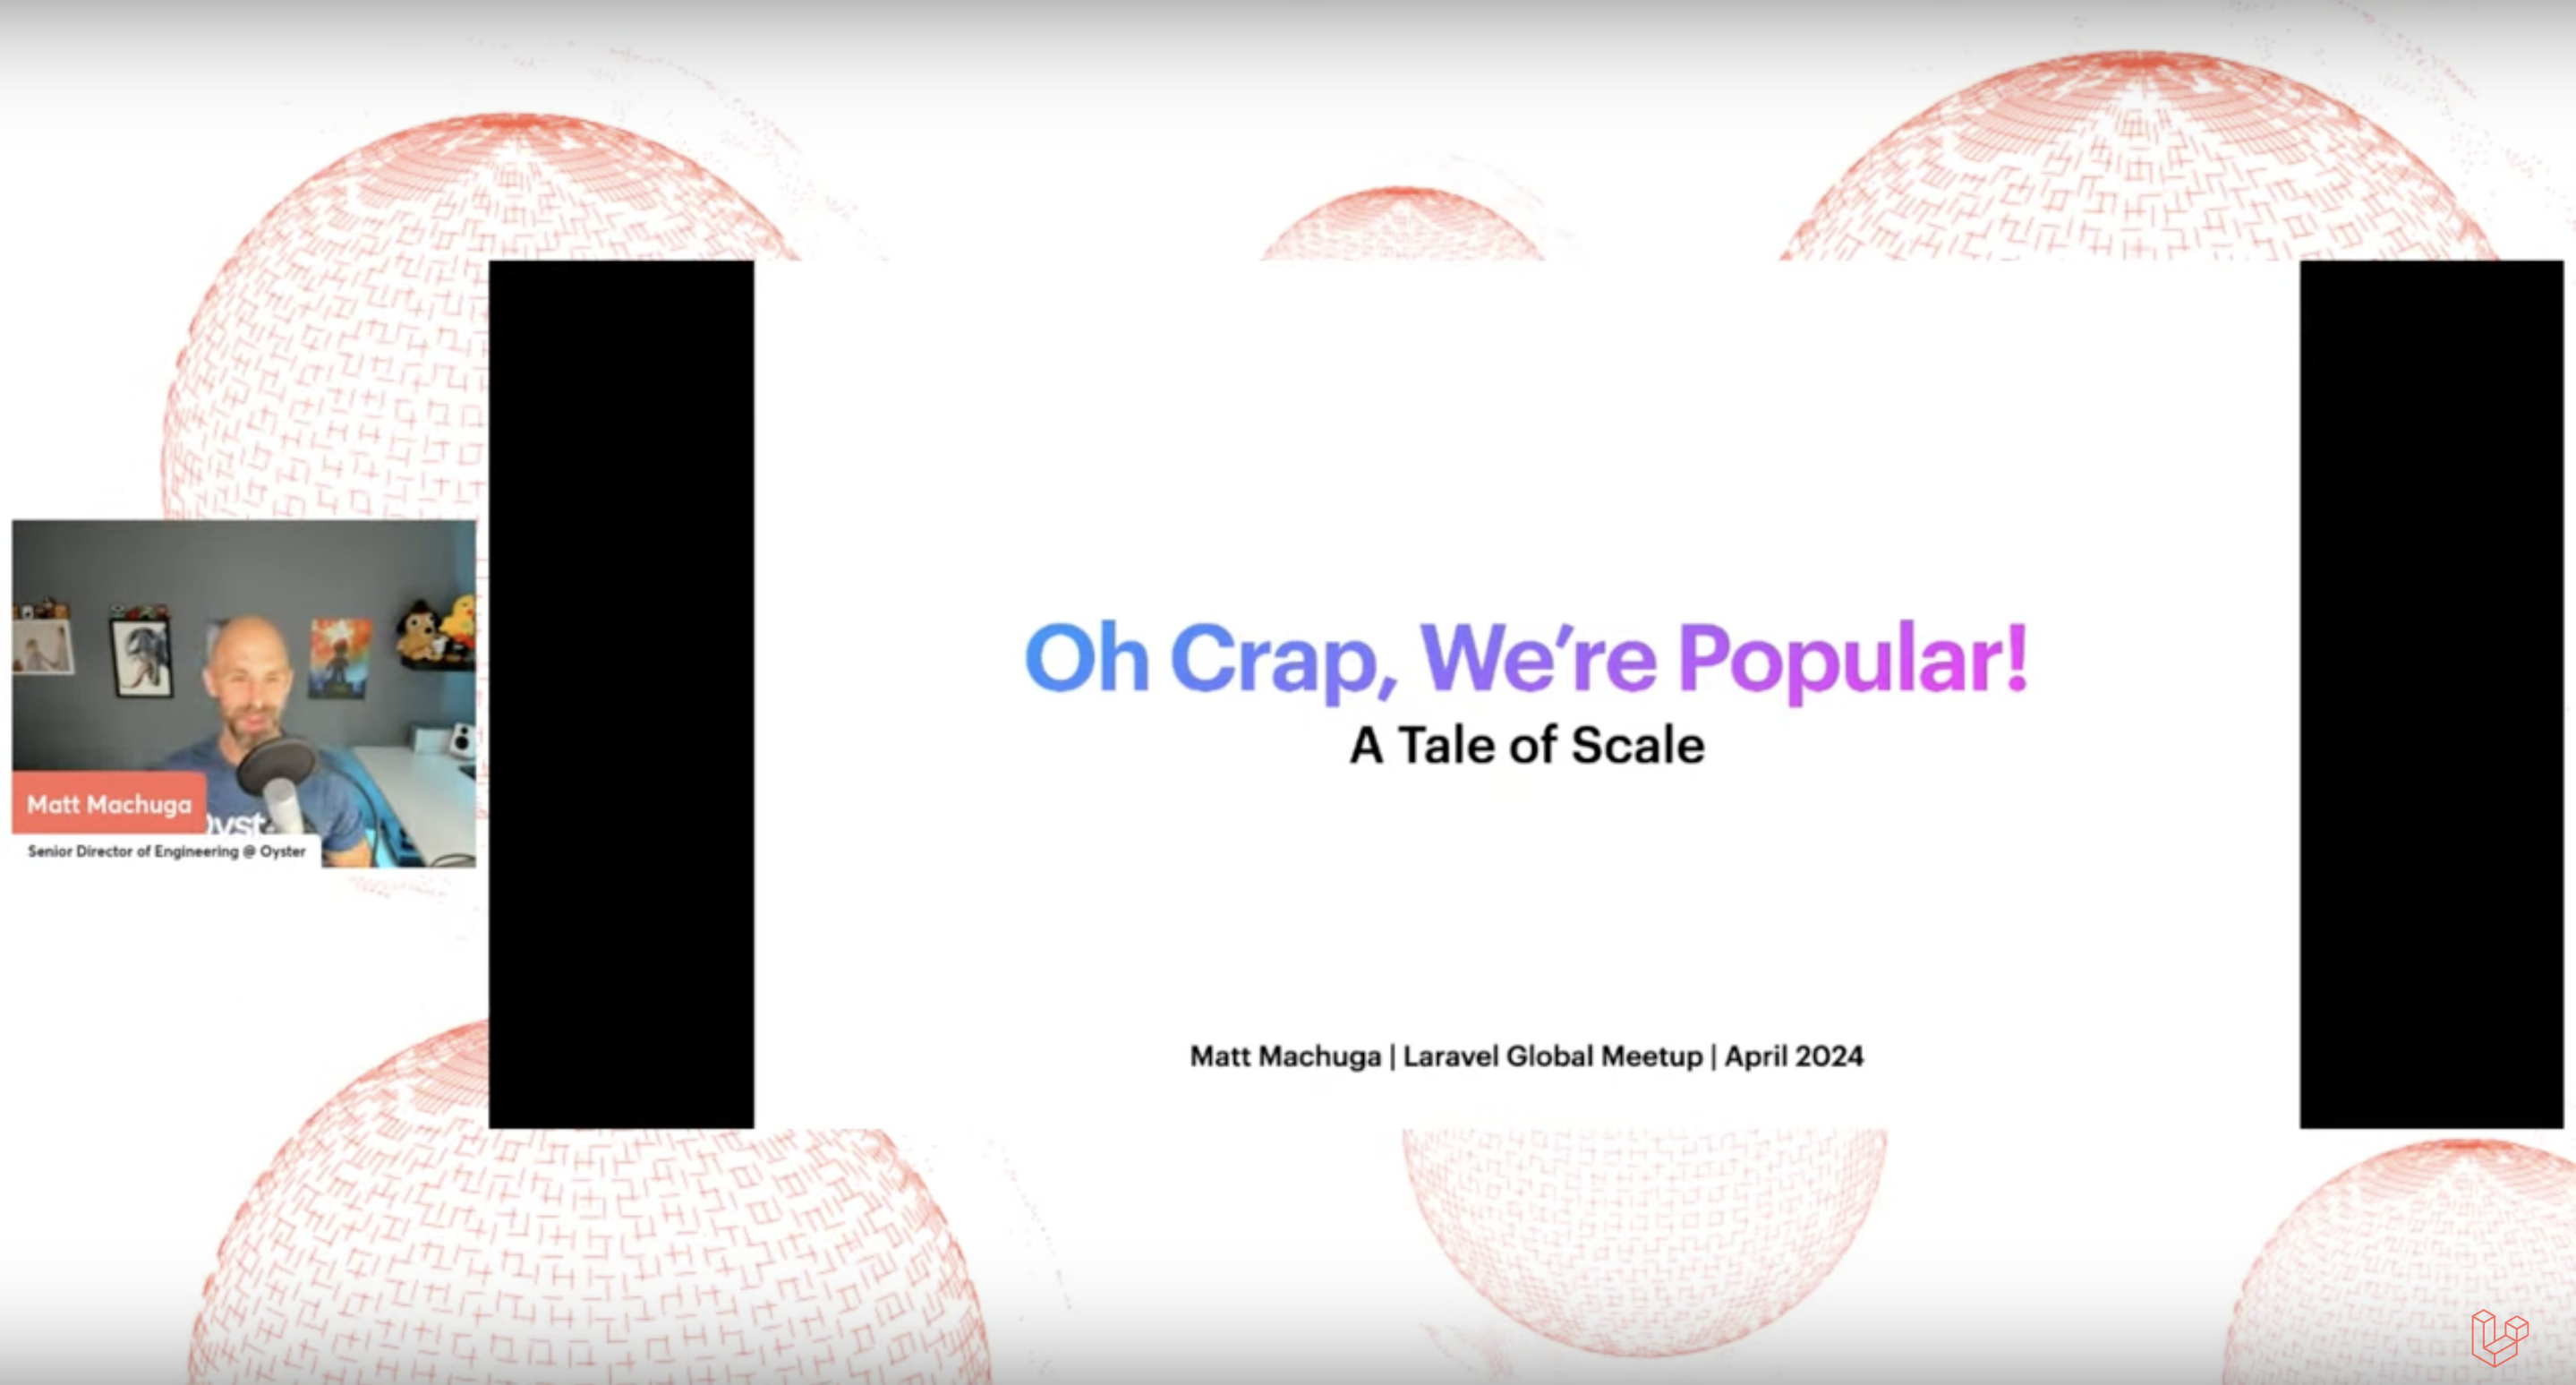 Oh Crap, We're Popular!
A Tale of Scale
Matt Machuga
Senior Director of Engineering @ Oyster
Matt Machuga | Laravel Global Meetup | April 2024